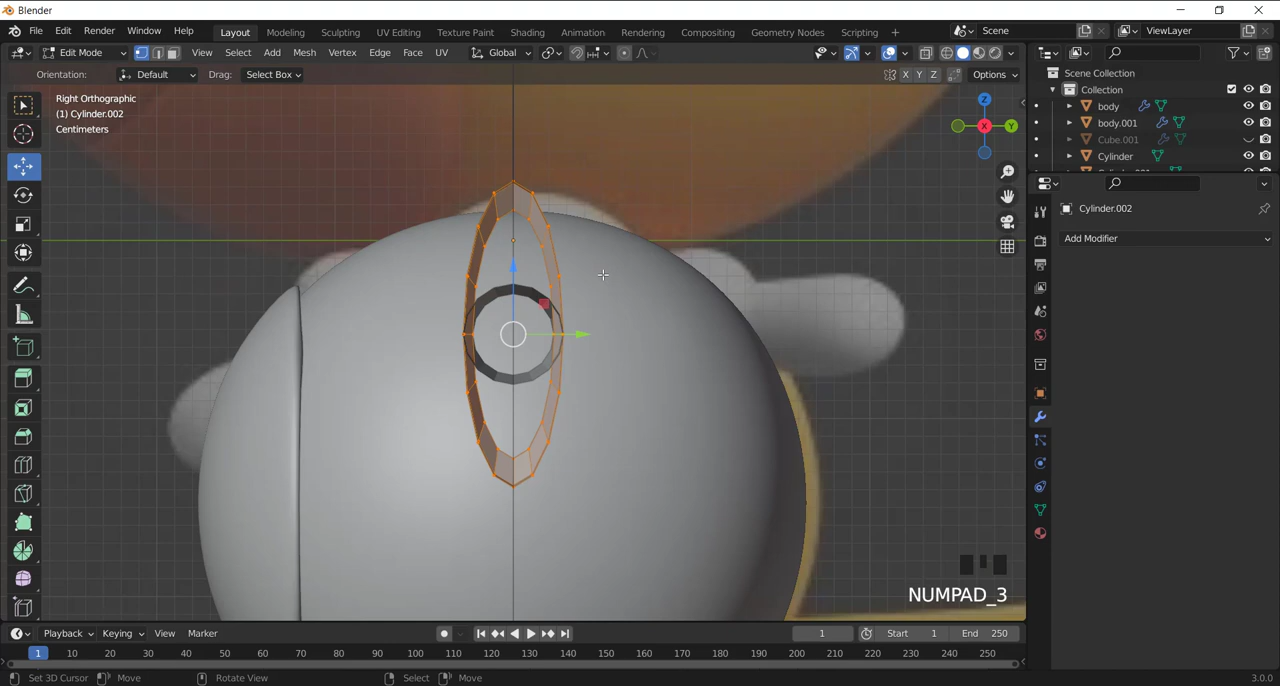 Blender
File Edit Render Window Help Layout Modeling Sculpting UV Editing Texture Paint Shading Animation Rendering Compositing Geometry Nodes Scripting Scene ViewLayer
Edit Mode View Select Add Mesh Vertex Edge Face UV Global
Orientation: Default Drag: Select Box X Y Z Options
Right Orthographic
(1) Cylinder.002
Centimeters
Z
X
Y
Scene Collection
Collection
body
body.001
Cube.001
Cylinder
Cylinder.002
Add Modifier
NUMPAD_3
Playback Keying View Marker 1 Start 1 End 250
1 10 20 30 40 50 60 70 80 90 100 110 120 130 140 150 160 170 180 190 200 210 220 230 240 250
Set 3D Cursor Move Rotate View Select Move 3.0.0